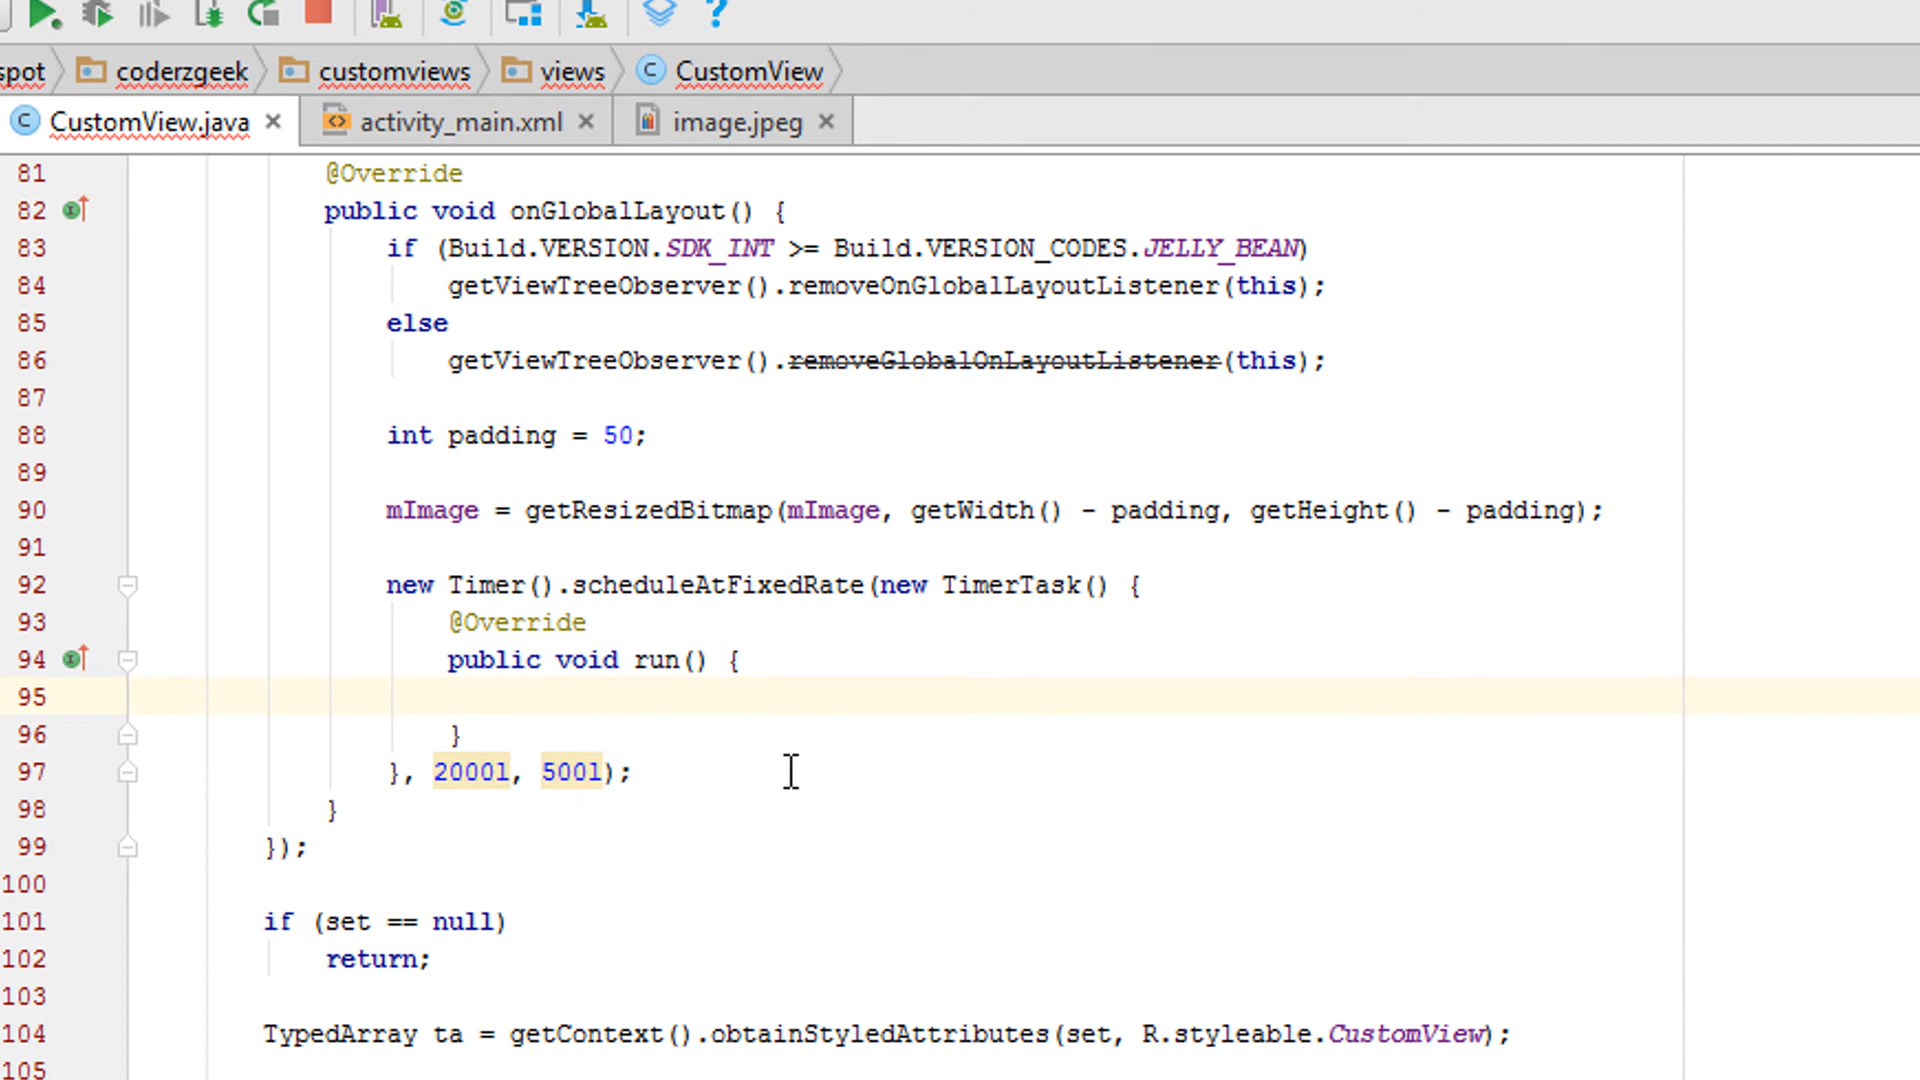 spot coderzgeek customviews views CustomView
CustomView.java activity_main.xml image.jpeg
81 @Override
82 public void onGlobalLayout() {
83 if (Build.VERSION.SDK_INT >= Build.VERSION_CODES.JELLY_BEAN)
84 getViewTreeObserver().removeOnGlobalLayoutListener(this);
85 else
86 getViewTreeObserver().removeGlobalOnLayoutListener(this);
87
88 int padding = 50;
89
90 mImage = getResizedBitmap(mImage, getWidth() - padding, getHeight() - padding);
91
92 new Timer().scheduleAtFixedRate(new TimerTask() {
93 @Override
94 public void run() {
95
96 }
97 }, 2000l, 500l);
98 }
99 });
100
101 if (set == null)
102 return;
103
104 TypedArray ta = getContext().obtainStyledAttributes(set, R.styleable.CustomView);
105